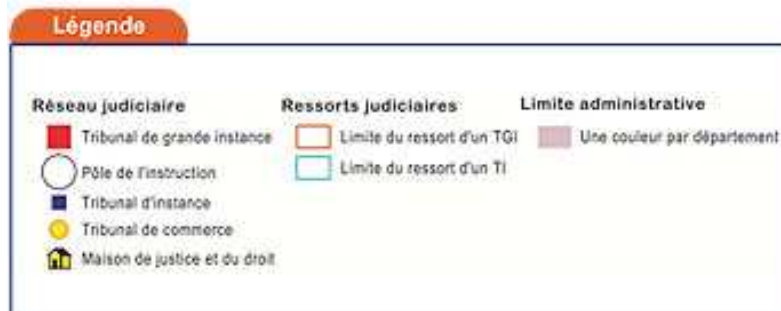 Légende
Réseau judiciaire
Tribunal de grande instance
Pôle de l'instruction
Tribunal d'instance
Tribunal de commerce
Maison de justice et du droit
Ressorts judiciaires
Limite du ressort d'un TGI
Limite du ressort d'un TI
Limite administrative
Une couleur par département